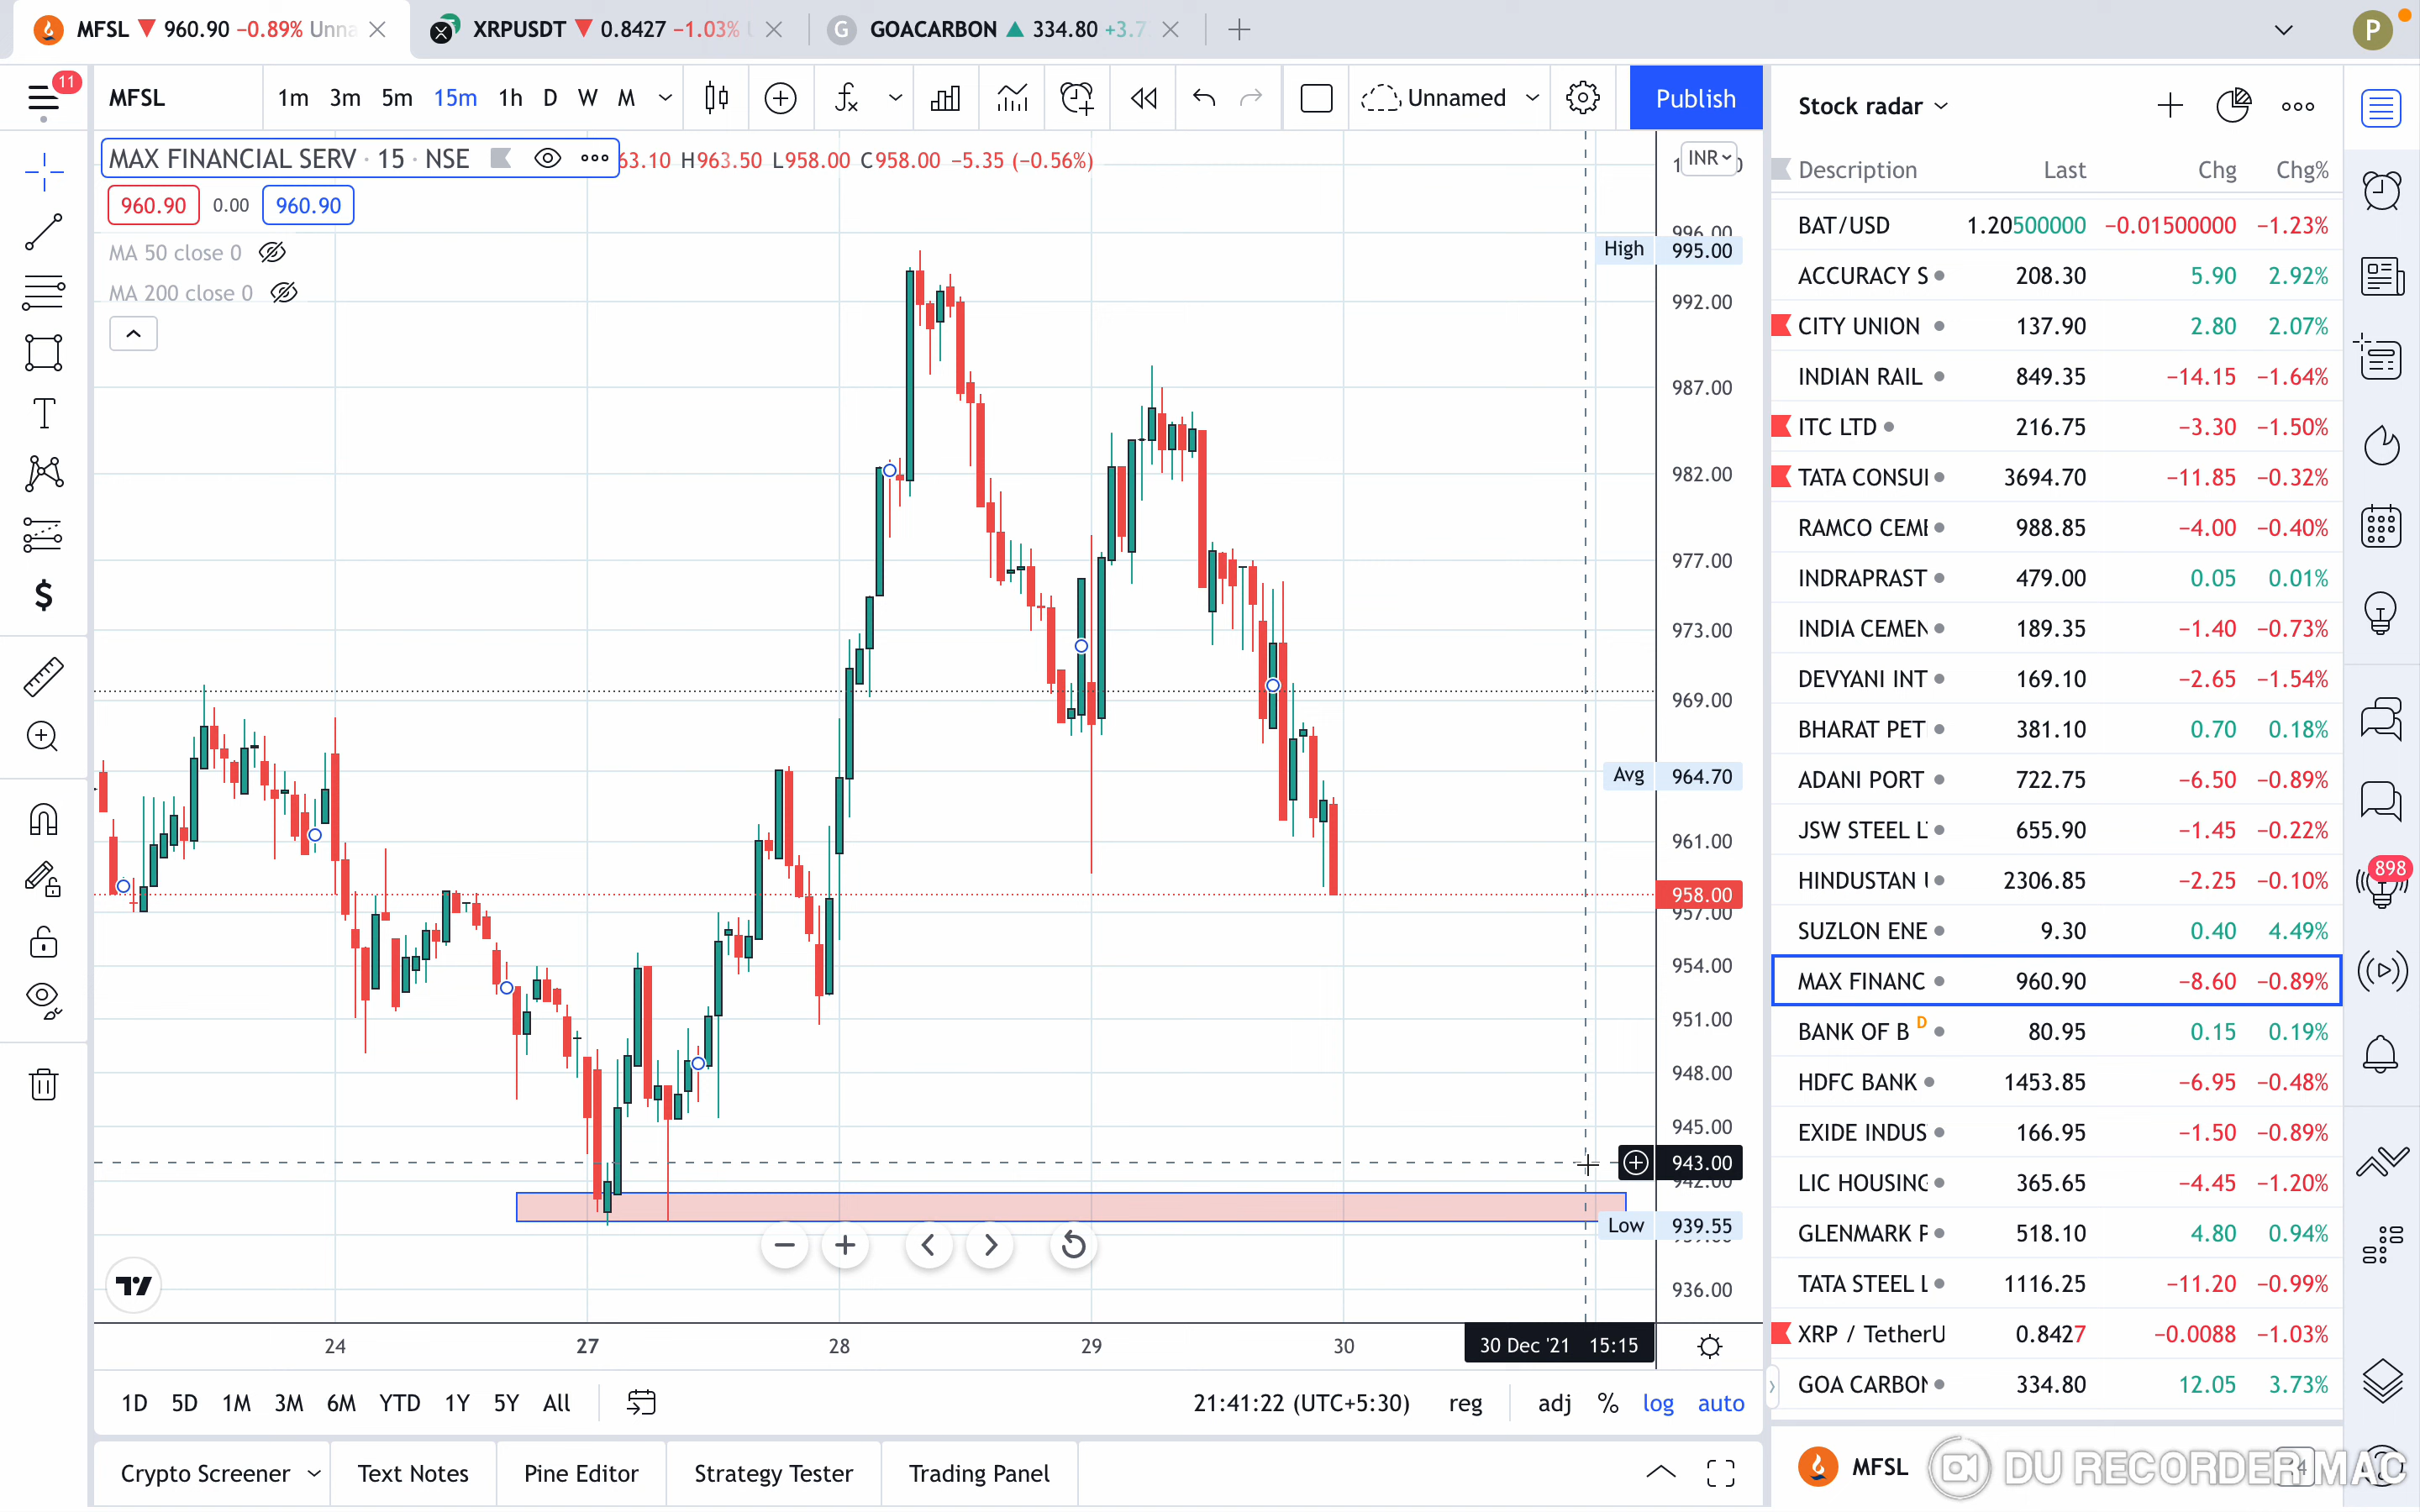 MFSL 960.90 −0.89% Unna
XRPUSDT 0.8427 −1.03%
G GOACARBON 334.80 +3.7
P
11
MFSL 1m 3m 5m 15m 1h D W M Unnamed Publish
MAX FINANCIAL SERV · 15 · NSE 63.10 H963.50 L958.00 C958.00 −5.35 (−0.56%)
960.90 0.00 960.90
MA 50 close 0
MA 200 close 0
INR
996.00
High 995.00
992.00
987.00
982.00
977.00
973.00
969.00
Avg 964.70
961.00
958.00
957.00
954.00
951.00
948.00
945.00
943.00
942.00
Low 939.55
936.00
24 27 28 29 30 30 Dec '21 15:15
1D 5D 1M 3M 6M YTD 1Y 5Y All 21:41:22 (UTC+5:30) reg adj % log auto
Crypto Screener Text Notes Pine Editor Strategy Tester Trading Panel
Stock radar
Description Last Chg Chg%
BAT/USD 1.20500000 −0.01500000 −1.23%
ACCURACY S 208.30 5.90 2.92%
CITY UNION 137.90 2.80 2.07%
INDIAN RAIL 849.35 −14.15 −1.64%
ITC LTD 216.75 −3.30 −1.50%
TATA CONSUI 3694.70 −11.85 −0.32%
RAMCO CEME 988.85 −4.00 −0.40%
INDRAPRAST 479.00 0.05 0.01%
INDIA CEMEN 189.35 −1.40 −0.73%
DEVYANI INT 169.10 −2.65 −1.54%
BHARAT PET 381.10 0.70 0.18%
ADANI PORT 722.75 −6.50 −0.89%
JSW STEEL L 655.90 −1.45 −0.22%
HINDUSTAN 2306.85 −2.25 −0.10%
SUZLON ENE 9.30 0.40 4.49%
MAX FINANC 960.90 −8.60 −0.89%
BANK OF B D 80.95 0.15 0.19%
HDFC BANK 1453.85 −6.95 −0.48%
EXIDE INDUS 166.95 −1.50 −0.89%
LIC HOUSING 365.65 −4.45 −1.20%
GLENMARK P 518.10 4.80 0.94%
TATA STEEL L 1116.25 −11.20 −0.99%
XRP / TetherU 0.8427 −0.0088 −1.03%
GOA CARBON 334.80 12.05 3.73%
MFSL
DU RECORDER MAC
898